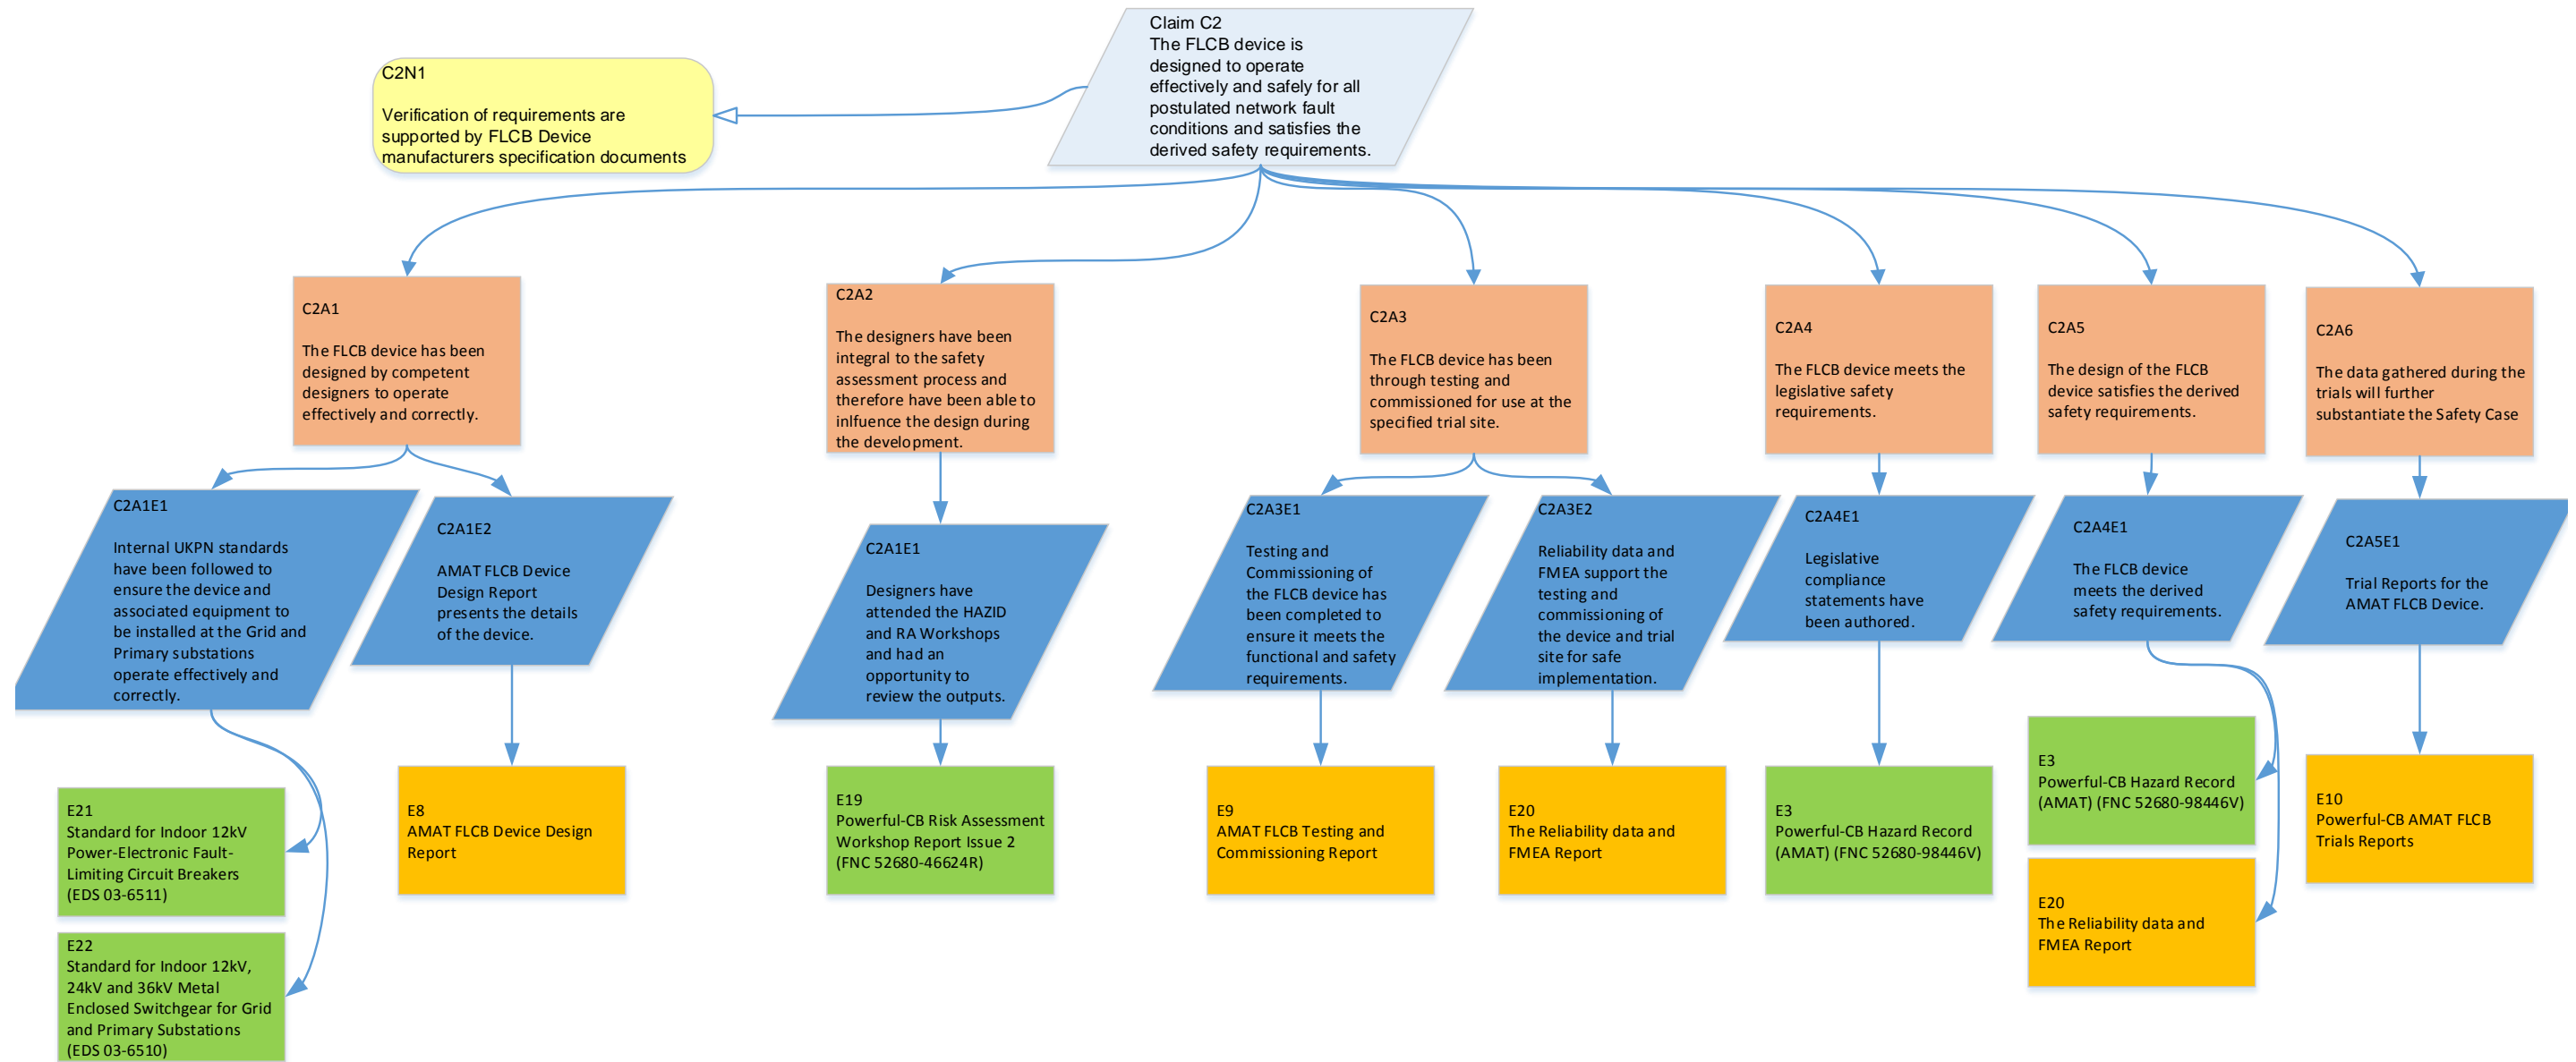 Claim C2
The FLCB device is
designed to operate
effectively and safely for all
postulated network fault
conditions and satisfies the
derived safety requirements.
C2N1
Verification of requirements are
supported by FLCB Device
manufacturers specification documents
C2A1
The FLCB device has been
designed by competent
designers to operate
effectively and correctly.
C2A2
The designers have been
integral to the safety
assessment process and
therefore have been able to
inlfuence the design during
the development.
C2A3
The FLCB device has been
through testing and
commissioned for use at the
specified trial site.
C2A4
The FLCB device meets the
legislative safety
requirements.
C2A5
The design of the FLCB
device satisfies the derived
safety requirements.
C2A6
The data gathered during the
trials will further
substantiate the Safety Case
C2A1E1
Internal UKPN standards
have been followed to
ensure the device and
associated equipment to
be installed at the Grid and
Primary substations
operate effectively and
correctly.
C2A1E2
AMAT FLCB Device
Design Report
presents the details
of the device.
C2A1E1
Designers have
attended the HAZID
and RA Workshops
and had an
opportunity to
review the outputs.
C2A3E1
Testing and
Commissioning of
the FLCB device has
been completed to
ensure it meets the
functional and safety
requirements.
C2A3E2
Reliability data and
FMEA support the
testing and
commissioning of
the device and trial
site for safe
implementation.
C2A4E1
Legislative
compliance
statements have
been authored.
C2A4E1
The FLCB device
meets the derived
safety requirements.
C2A5E1
Trial Reports for the
AMAT FLCB Device.
E21
Standard for Indoor 12kV
Power-Electronic Fault-
Limiting Circuit Breakers
(EDS 03-6511)
E22
Standard for Indoor 12kV,
24kV and 36kV Metal
Enclosed Switchgear for Grid
and Primary Substations
(EDS 03-6510)
E8
AMAT FLCB Device Design
Report
E19
Powerful-CB Risk Assessment
Workshop Report Issue 2
(FNC 52680-46624R)
E9
AMAT FLCB Testing and
Commissioning Report
E20
The Reliability data and
FMEA Report
E3
Powerful-CB Hazard Record
(AMAT) (FNC 52680-98446V)
E3
Powerful-CB Hazard Record
(AMAT) (FNC 52680-98446V)
E20
The Reliability data and
FMEA Report
E10
Powerful-CB AMAT FLCB
Trials Reports